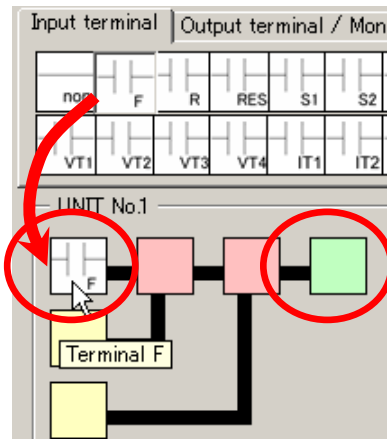 Input terminal Output terminal / Mon
non F R RES S1 S2
VT1 VT2 VT3 VT4 IT1 IT2
UNIT No.1
F
Terminal F